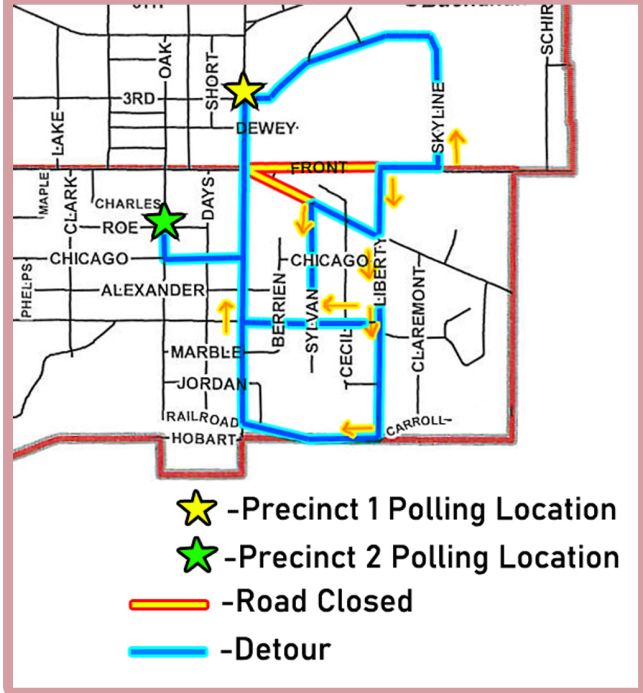 OAK
SHORT
SCHIR
3RD
LAKE
DEWEY
SKYLINE
FRONT
MAPLE
CLARK
CHARLES
DAYS
ROE
CHICAGO
CHICAGO
PHELPS
ALEXANDER
BERRIEN
SYLVAN
CECIL
LIBERTY
CLAREMONT
MARBLE
JORDAN
RAILROAD
HOBART
CARROLL
-Precinct 1 Polling Location
-Precinct 2 Polling Location
-Road Closed
-Detour